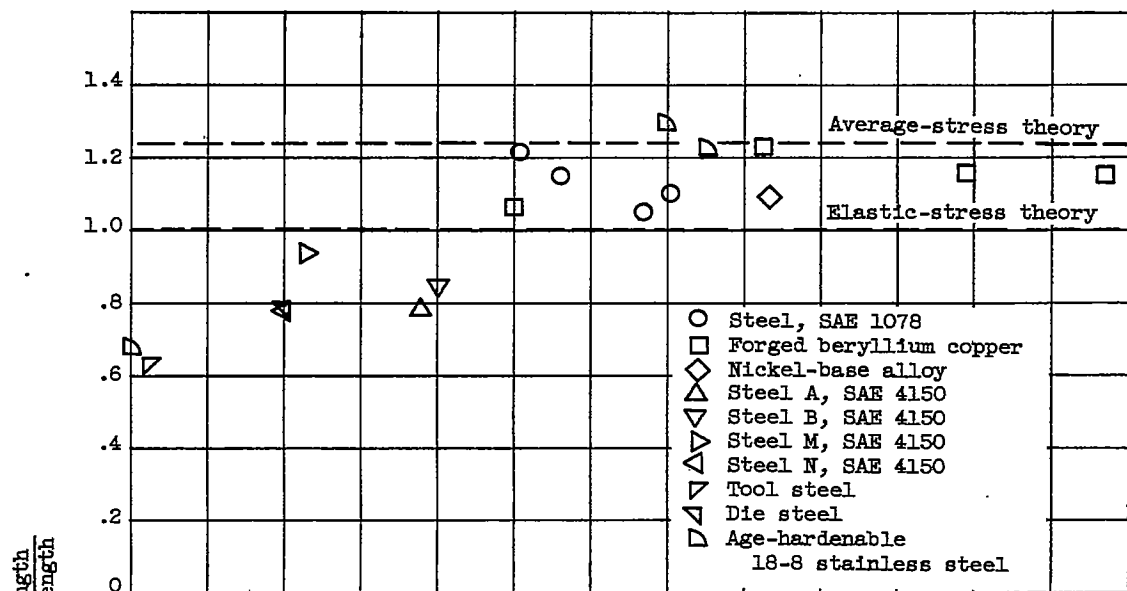 1.4
Average-stress theory
1.2
Elastic-stress theory
1.0
.8
Steel, SAE 1078
Forged beryllium copper
Nickel-base alloy
.6
Steel A, SAE 4150
Steel B, SAE 4150
.4
Steel M, SAE 4150
Steel N, SAE 4150
Tool steel
.2
Die steel
Age-hardenable
18-8 stainless steel
0